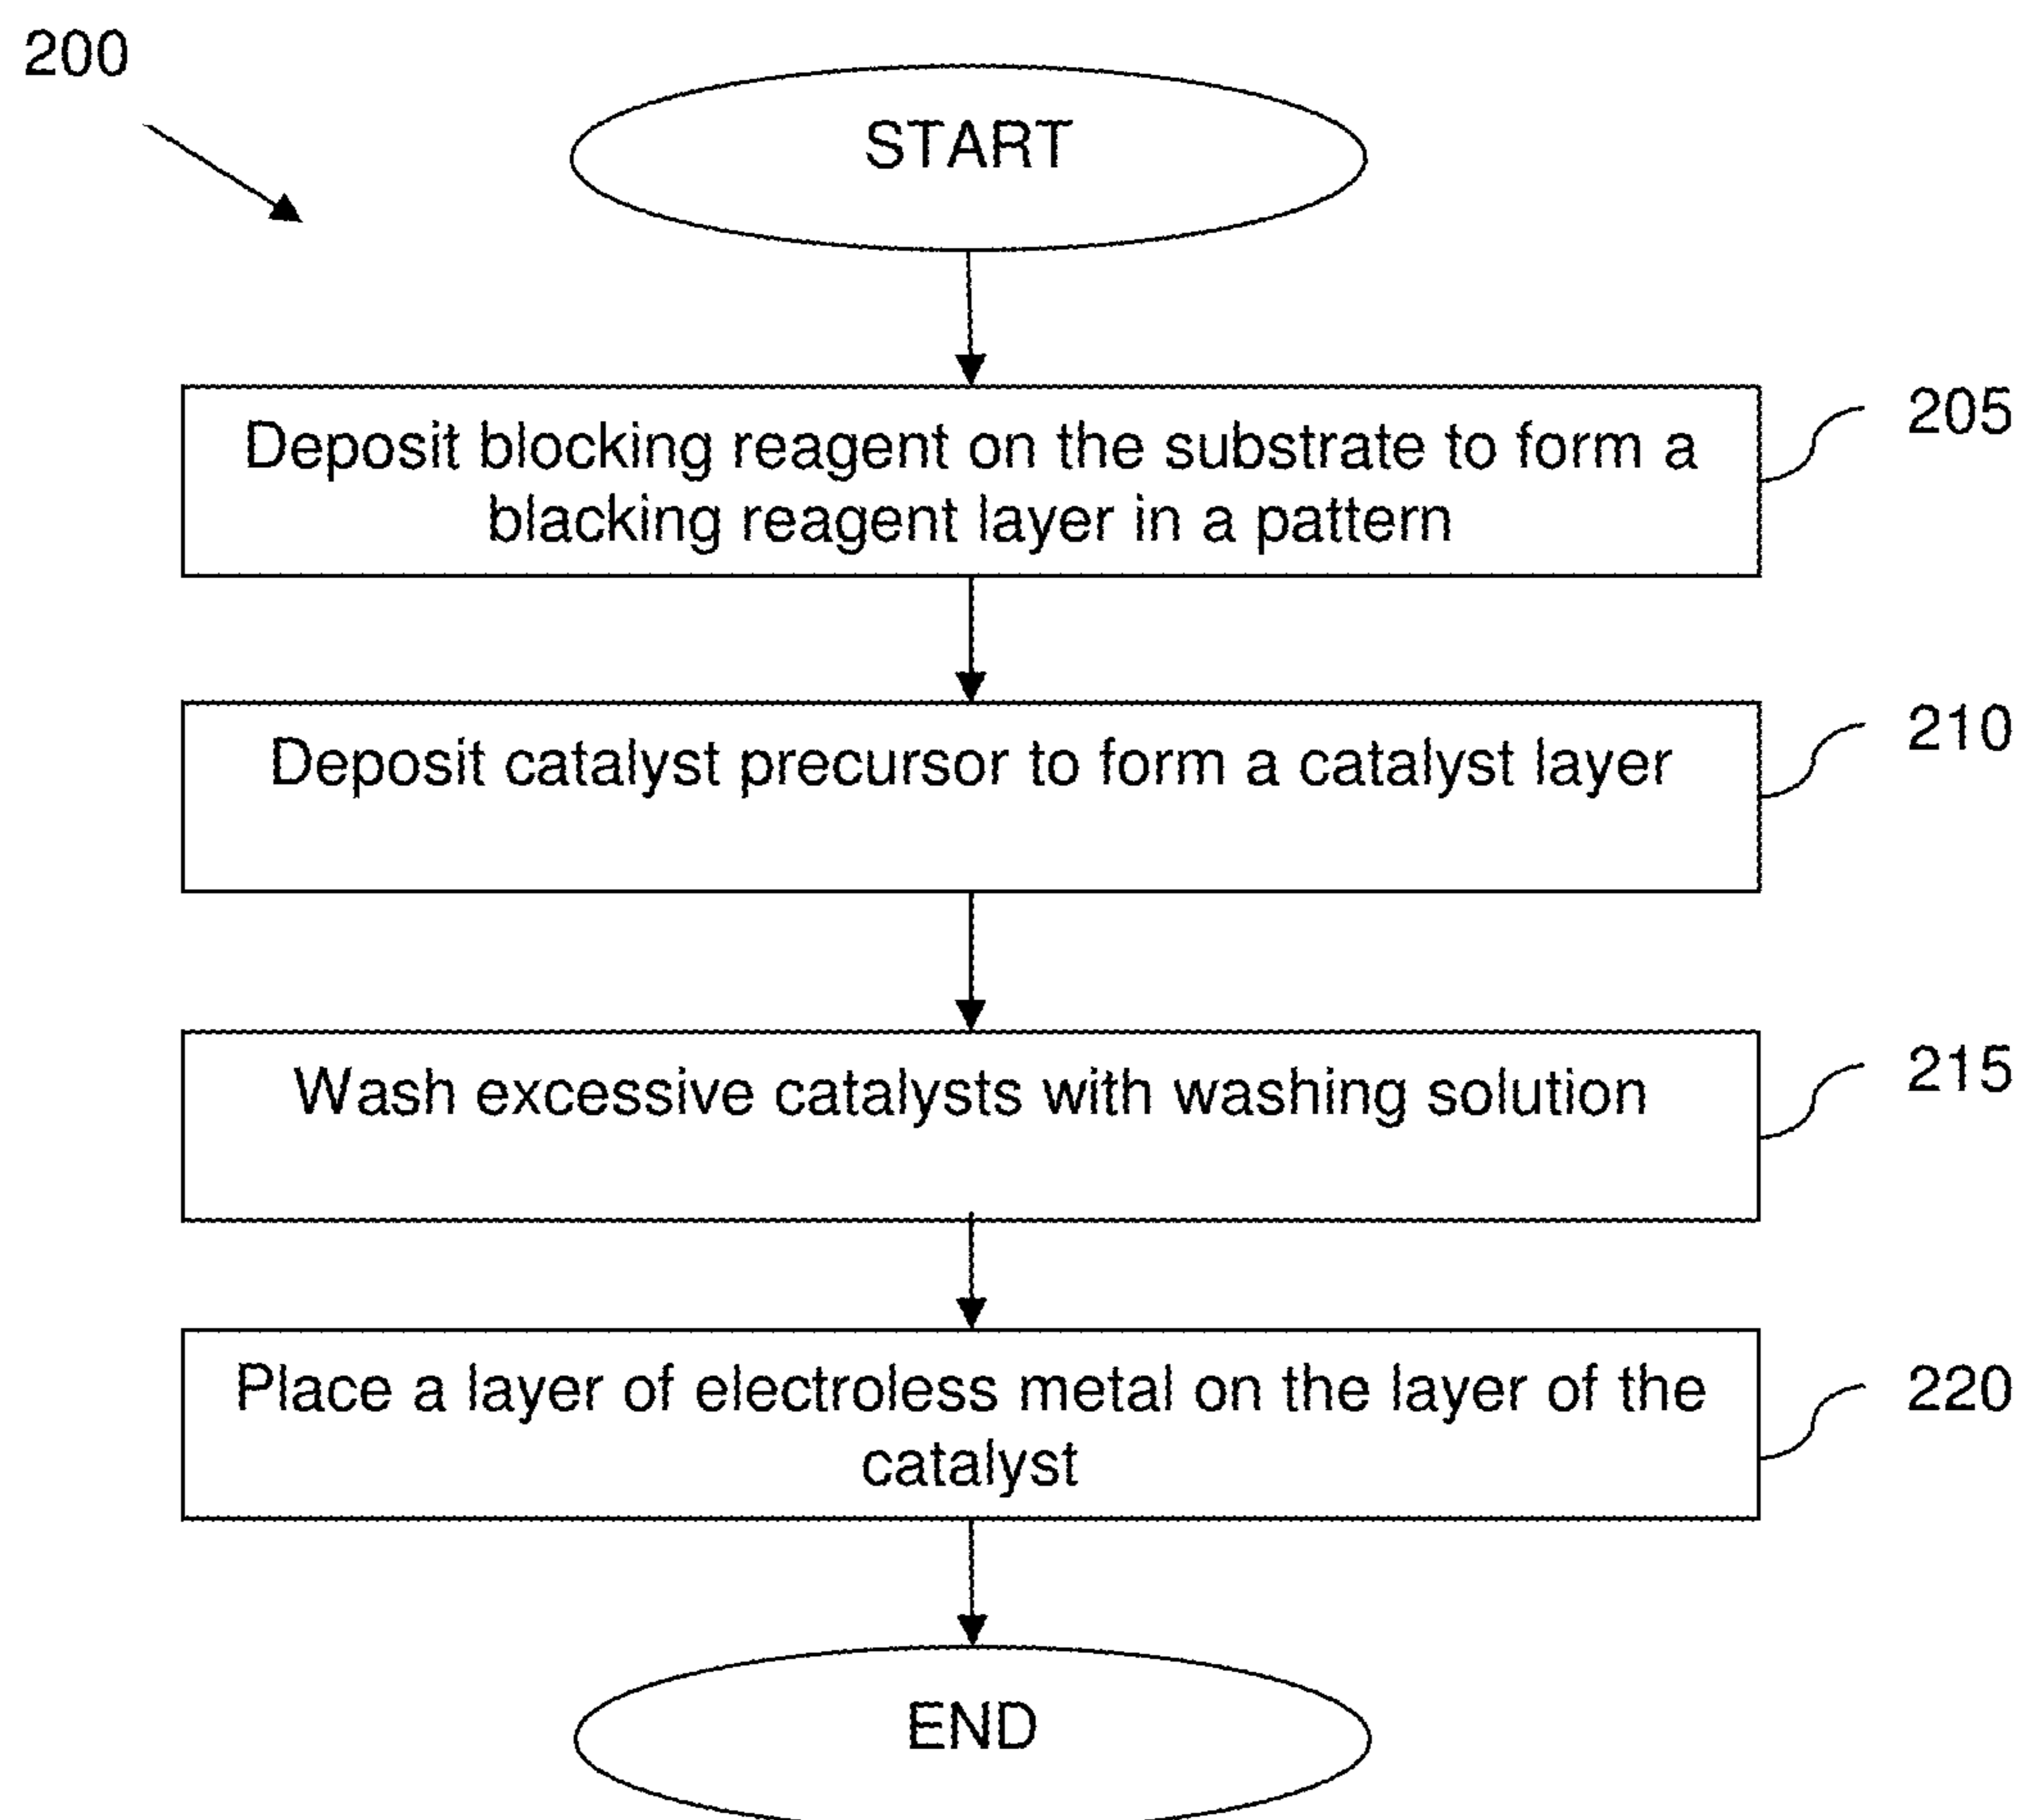 200
START
Deposit blocking reagent on the substrate to form a
blacking reagent layer in a pattern
205
Deposit catalyst precursor to form a catalyst layer
210
Wash excessive catalysts with washing solution
215
Place a layer of electroless metal on the layer of the
catalyst
220
END